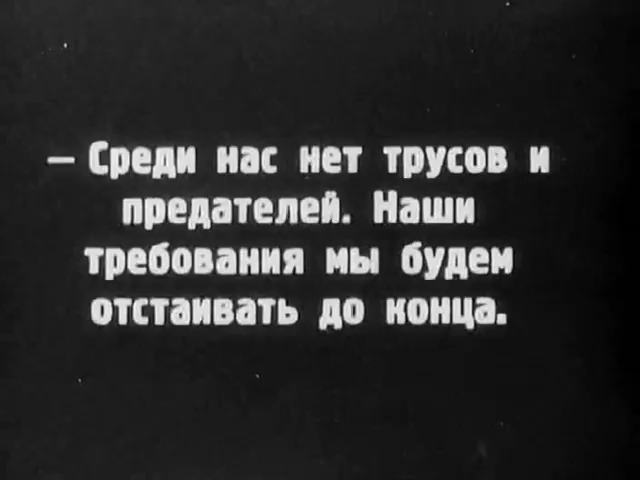 — Среди нас нет трусов и
предателей. Наши
требования мы будем
отстаивать до конца.